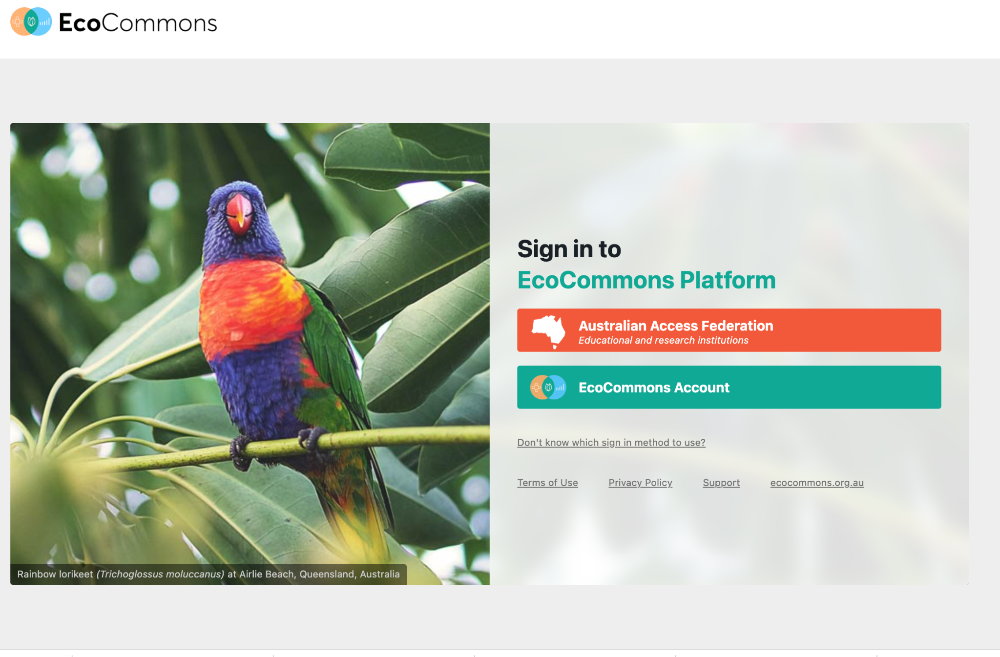 EcoCommons
Sign in to
EcoCommons Platform
Australian Access Federation
Educational and research institutions
EcoCommons Account
Don't know which sign in method to use?
Terms of Use Privacy Policy Support ecocommons.org.au
Rainbow lorikeet (Trichoglossus moluccanus) at Airlie Beach, Queensland, Australia